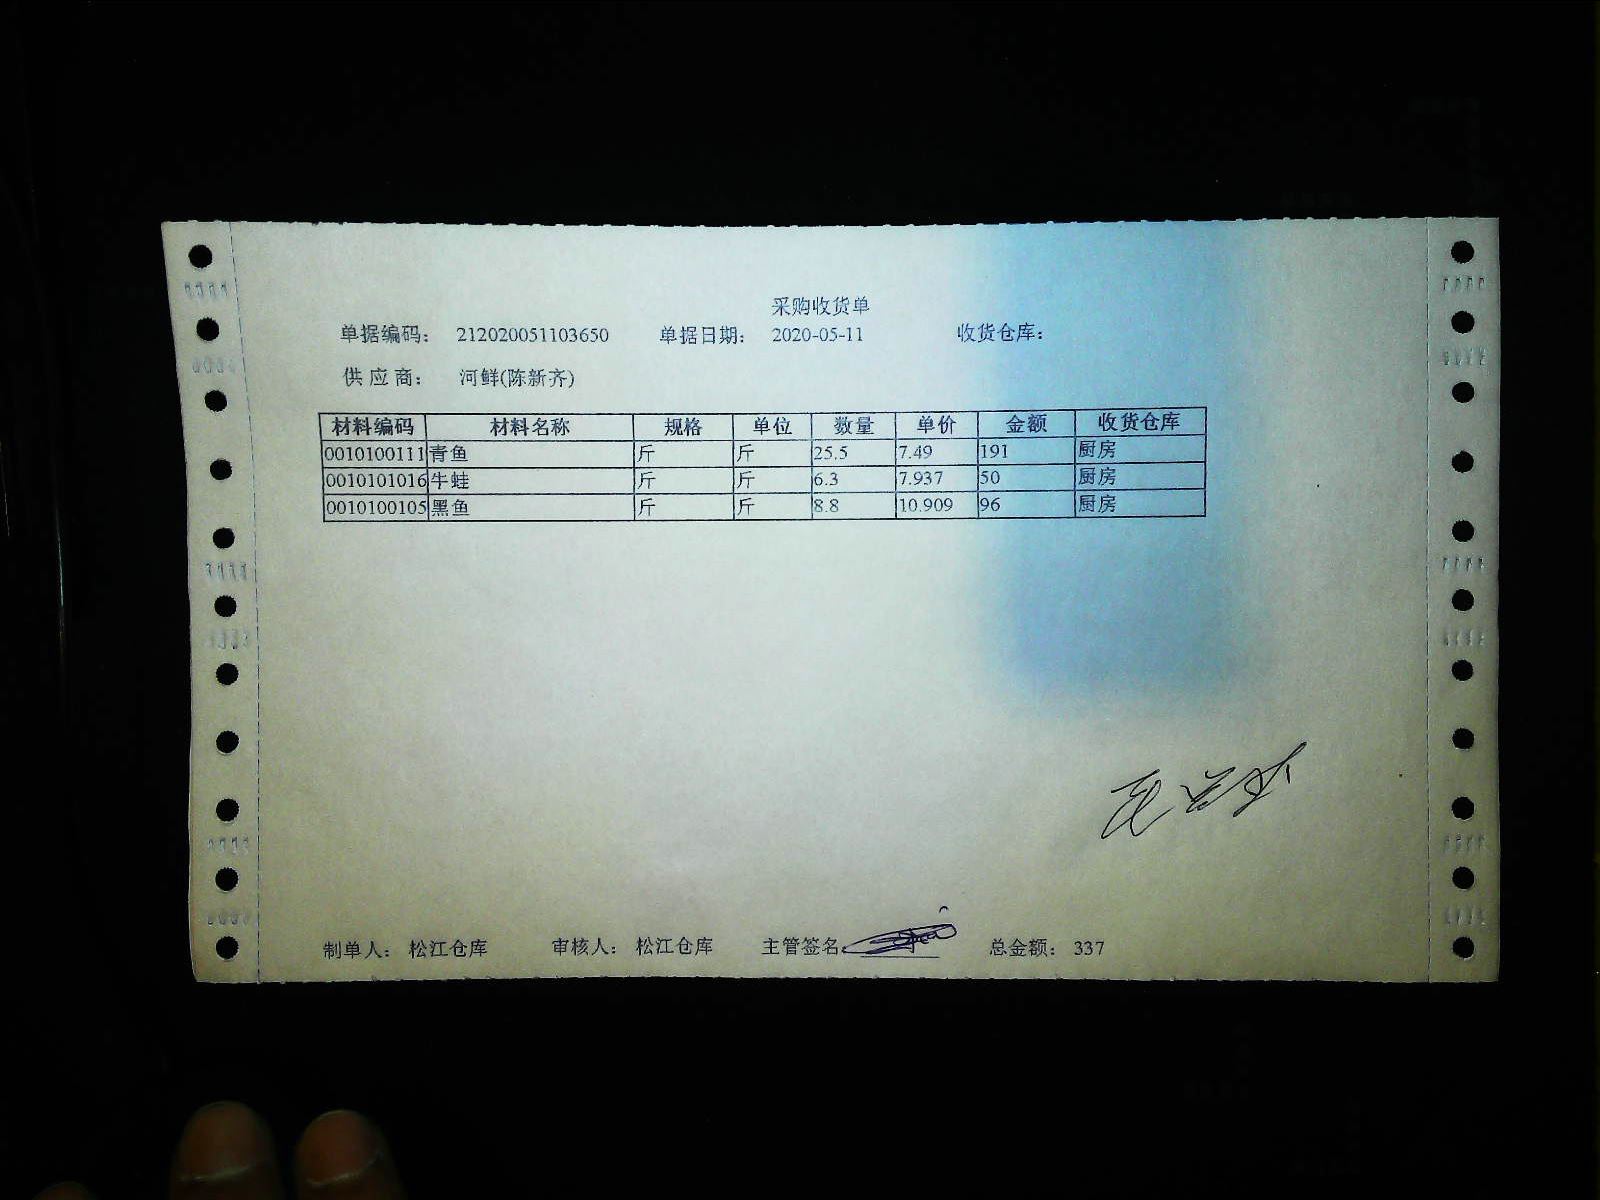 采购收货单
单据编码： 212020051103650 单据日期： 2020-05-11 收货仓库：
供应商： 河鲜(陈新齐)
材料编码 材料名称 规格 单位 数量 单价 金额 收货仓库
0010100111 青鱼 斤 斤 25.5 7.49 191 厨房
0010101016 牛蛙 斤 斤 6.3 7.937 50 厨房
0010100105 黑鱼 斤 斤 8.8 10.909 96 厨房
制单人： 松江仓库 审核人： 松江仓库 主管签名: 总金额： 337